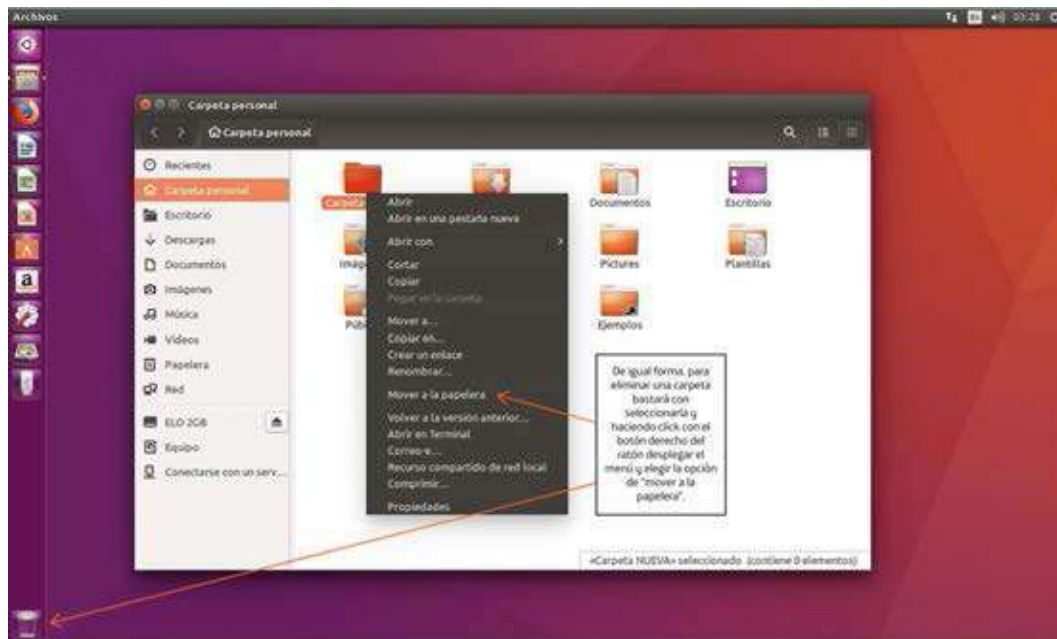 Archivos
Es
03:28
Carpeta personal
Carpeta personal
Recientes
Carpeta personal
Escritorio
Descargas
Documentos
Imágenes
Música
Vídeos
Papelera
Red
ELO 2GB
Equipo
Conectarse con un serv...
Documentos
Escritorio
Pictures
Plantillas
Ejemplos
Abrir
Abrir en una pestaña nueva
Abrir con
Cortar
Copiar
Pegar en la carpeta
Mover a...
Copiar en...
Crear un enlace
Renombrar...
Mover a la papelera
Volver a la versión anterior...
Abrir en Terminal
Correo-e...
Recurso compartido de red local
Comprimir...
Propiedades
De igual forma, para
eliminar una carpeta
bastará con
seleccionarla y
haciendo click con el
botón derecho del
ratón desplegar el
menú y elegir la opción
de "mover a la
papelera".
«Carpeta NUEVA» seleccionado (contiene 0 elementos)